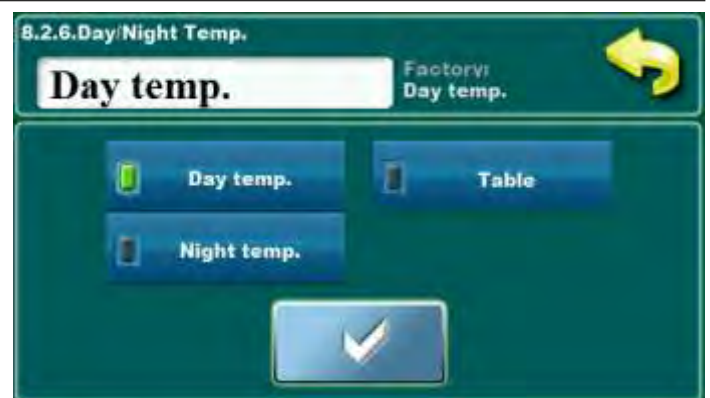 8.2.6.Day/Night Temp.
Day temp.
Factory:
Day temp.
Day temp.
Table
Night temp.